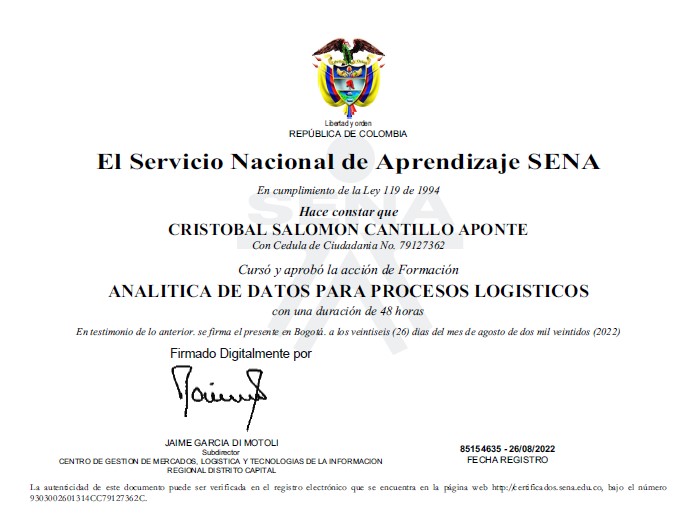 Libertad y orden
REPÚBLICA DE COLOMBIA
El Servicio Nacional de Aprendizaje SENA
En cumplimiento de la Ley 119 de 1994
SENA
Hace constar que
CRISTOBAL SALOMON CANTILLO APONTE
Con Cedula de Ciudadania No. 79127362
Cursó y aprobó la acción de Formación
ANALITICA DE DATOS PARA PROCESOS LOGISTICOS
con una duración de 48 horas
En testimonio de lo anterior. se firma el presente en Bogotá. a los veintiseis (26) dias del mes de agosto de dos mil veintidos (2022)
Firmado Digitalmente por
JAIME GARCIA DI MOTOLI
Subdirector
CENTRO DE GESTION DE MERCADOS, LOGISTICA Y TECNOLOGIAS DE LA INFORMACION
REGIONAL DISTRITO CAPITAL
85154635 - 26/08/2022
FECHA REGISTRO
La autenticidad de este documento puede ser verificada en el registro electrónico que se encuentra en la página web http://certificados.sena.edu.co, bajo el número
9303002601314CC79127362C.